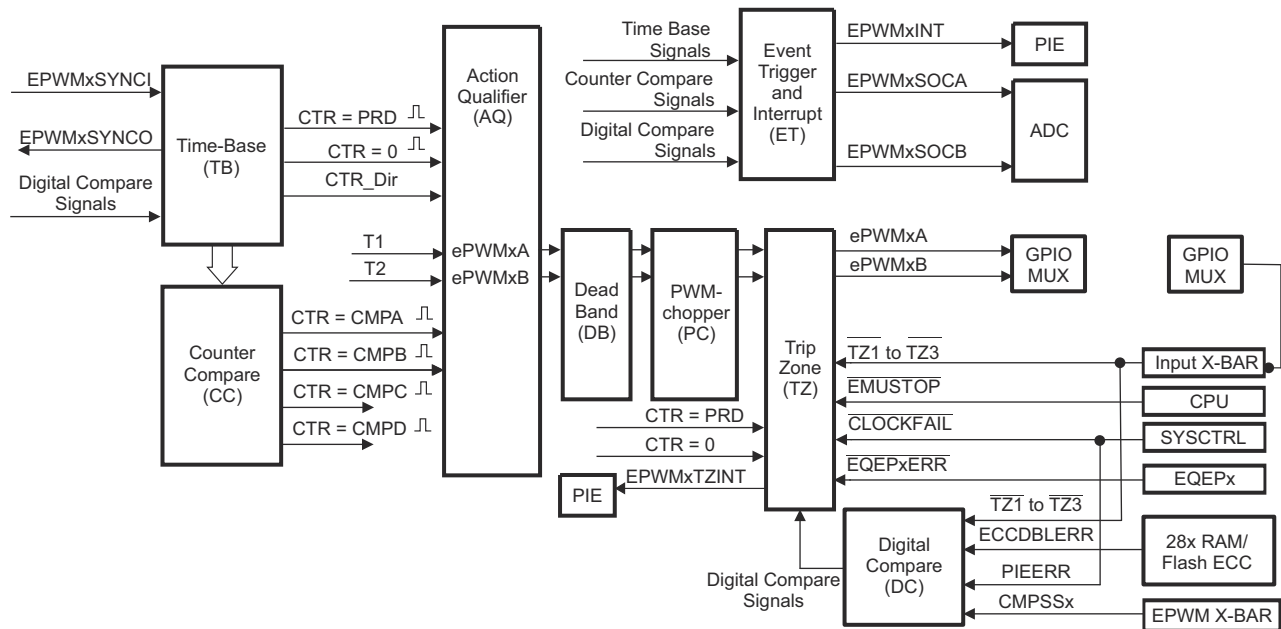 EPWMxSYNCI
EPWMxSYNCO
Digital Compare
Signals
Time-Base
(TB)
CTR = PRD
CTR = 0
CTR_Dir
T1
T2
Counter
Compare
(CC)
CTR = CMPA
CTR = CMPB
CTR = CMPC
CTR = CMPD
Action
Qualifier
(AQ)
ePWMxA
ePWMxB
Time Base
Signals
Counter Compare
Signals
Digital Compare
Signals
Event
Trigger
and
Interrupt
(ET)
EPWMxINT
EPWMxSOCA
EPWMxSOCB
PIE
ADC
Dead
Band
(DB)
PWM-
chopper
(PC)
Trip
Zone
(TZ)
ePWMxA
ePWMxB
GPIO
MUX
GPIO
MUX
TZ1 to TZ3
EMUSTOP
CLOCKFAIL
EQEPxERR
Input X-BAR
CPU
SYSCTRL
EQEPx
CTR = PRD
CTR = 0
EPWMxTZINT
PIE
Digital Compare
Signals
Digital
Compare
(DC)
TZ1 to TZ3
ECCDBLERR
PIEERR
CMPSSx
28x RAM/
Flash ECC
EPWM X-BAR